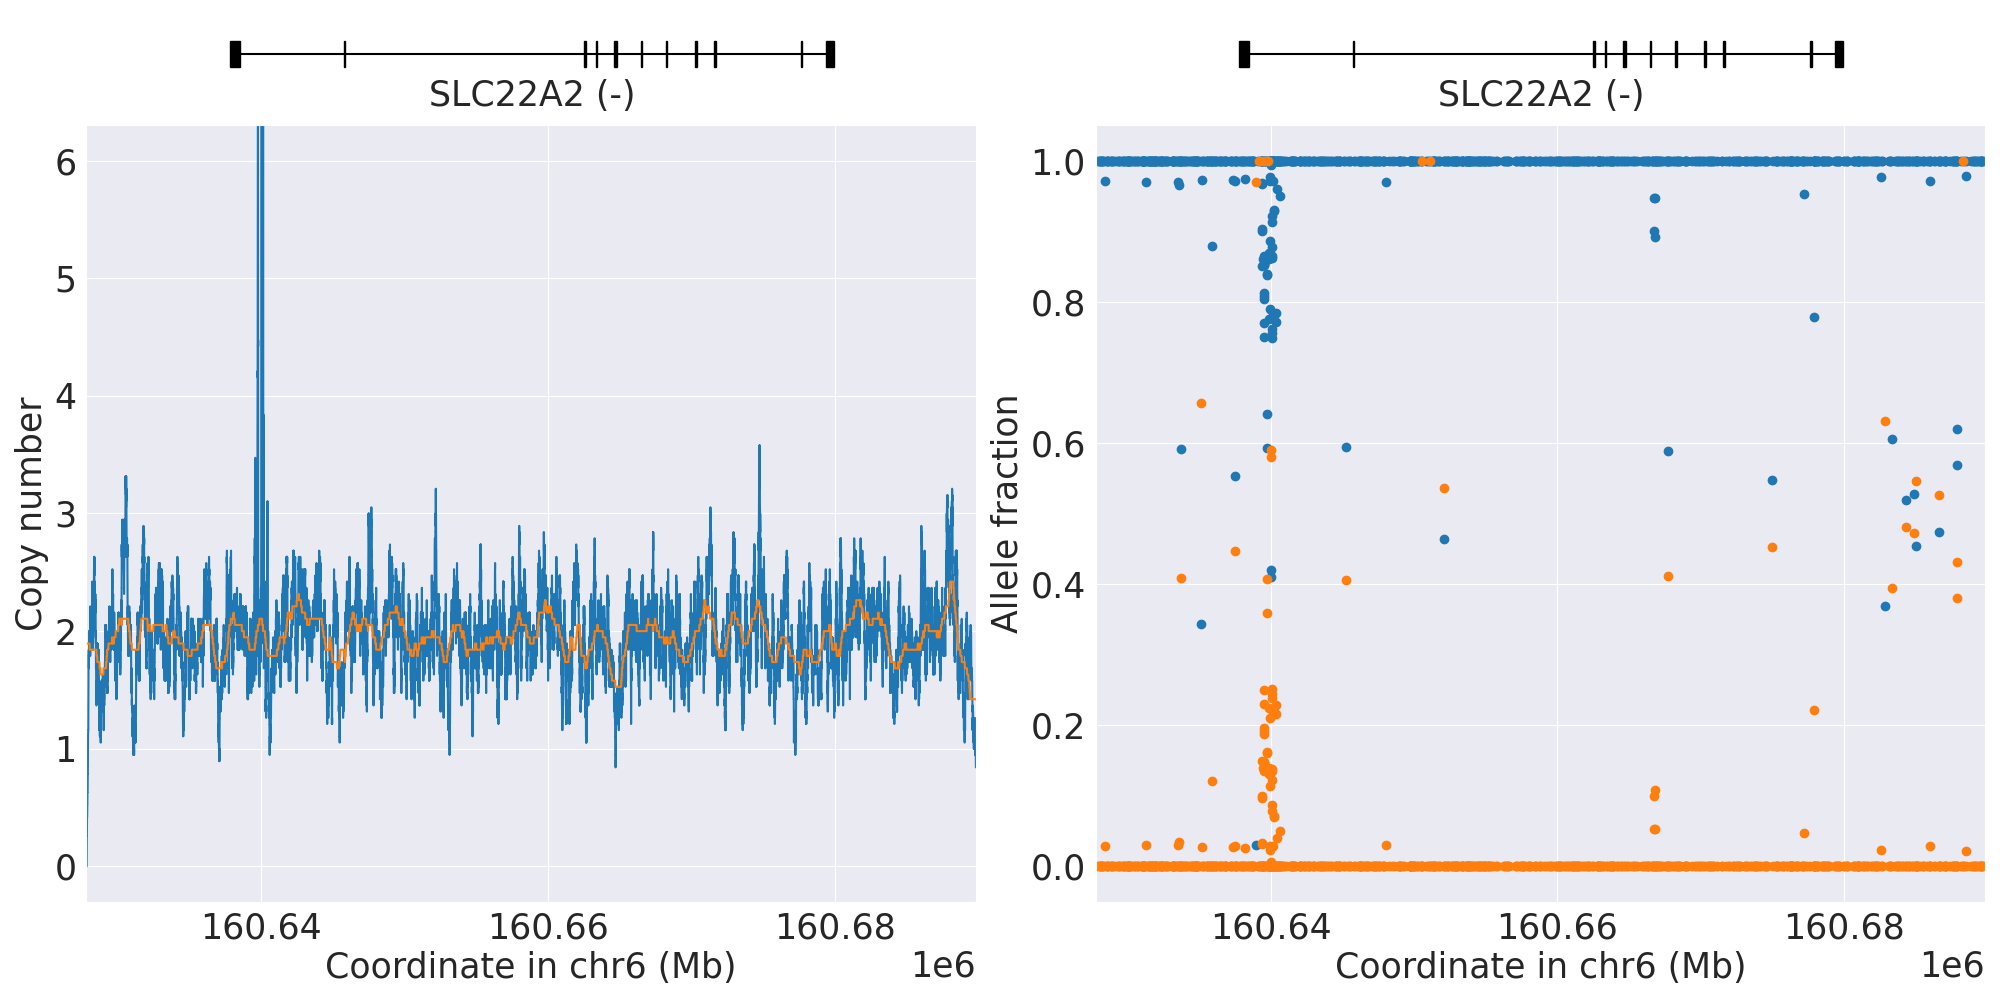 SLC22A2 (-)
6
5
4
3
2
1
0
Copy number
160.64 160.66 160.68
Coordinate in chr6 (Mb) 1e6
SLC22A2 (-)
1.0
0.8
0.6
0.4
0.2
0.0
Allele fraction
160.64 160.66 160.68
Coordinate in chr6 (Mb) 1e6